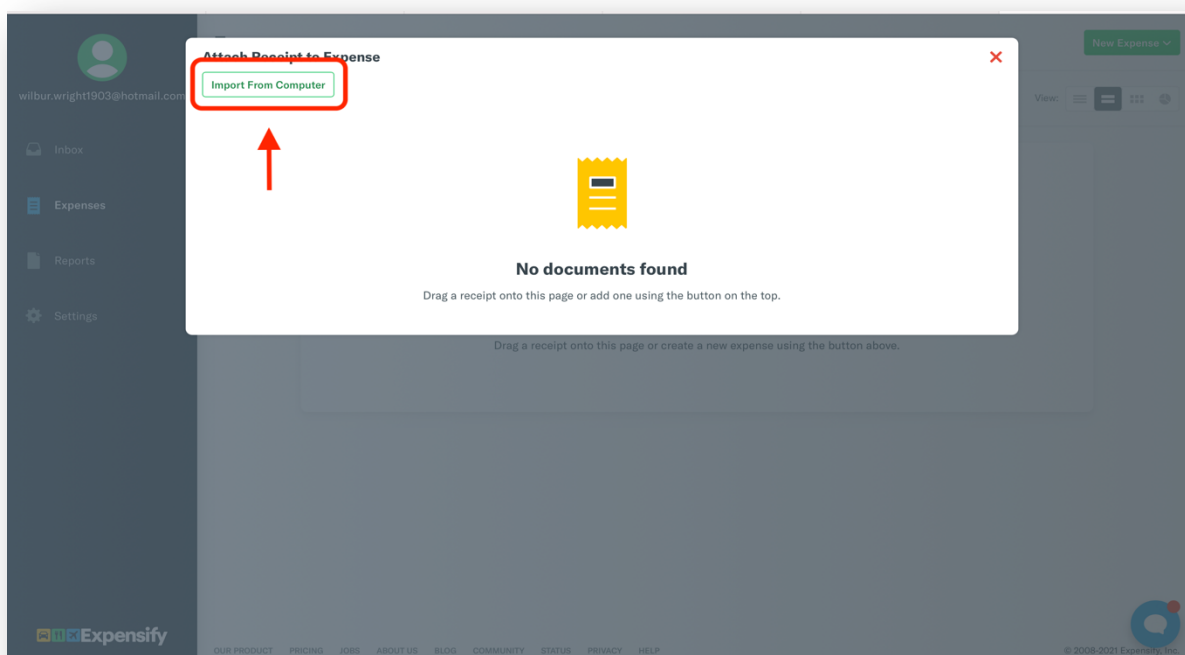 Attach Receipt to Expense
New Expense
Import From Computer
wilbur.wright1903@hotmail.com
View:
Inbox
Expenses
Reports
Settings
No documents found
Drag a receipt onto this page or add one using the button on the top.
Drag a receipt onto this page or create a new expense using the button above.
Expensify
OUR PRODUCT PRICING JOBS ABOUT US BLOG COMMUNITY STATUS PRIVACY HELP
© 2008-2021 Expensify, Inc.